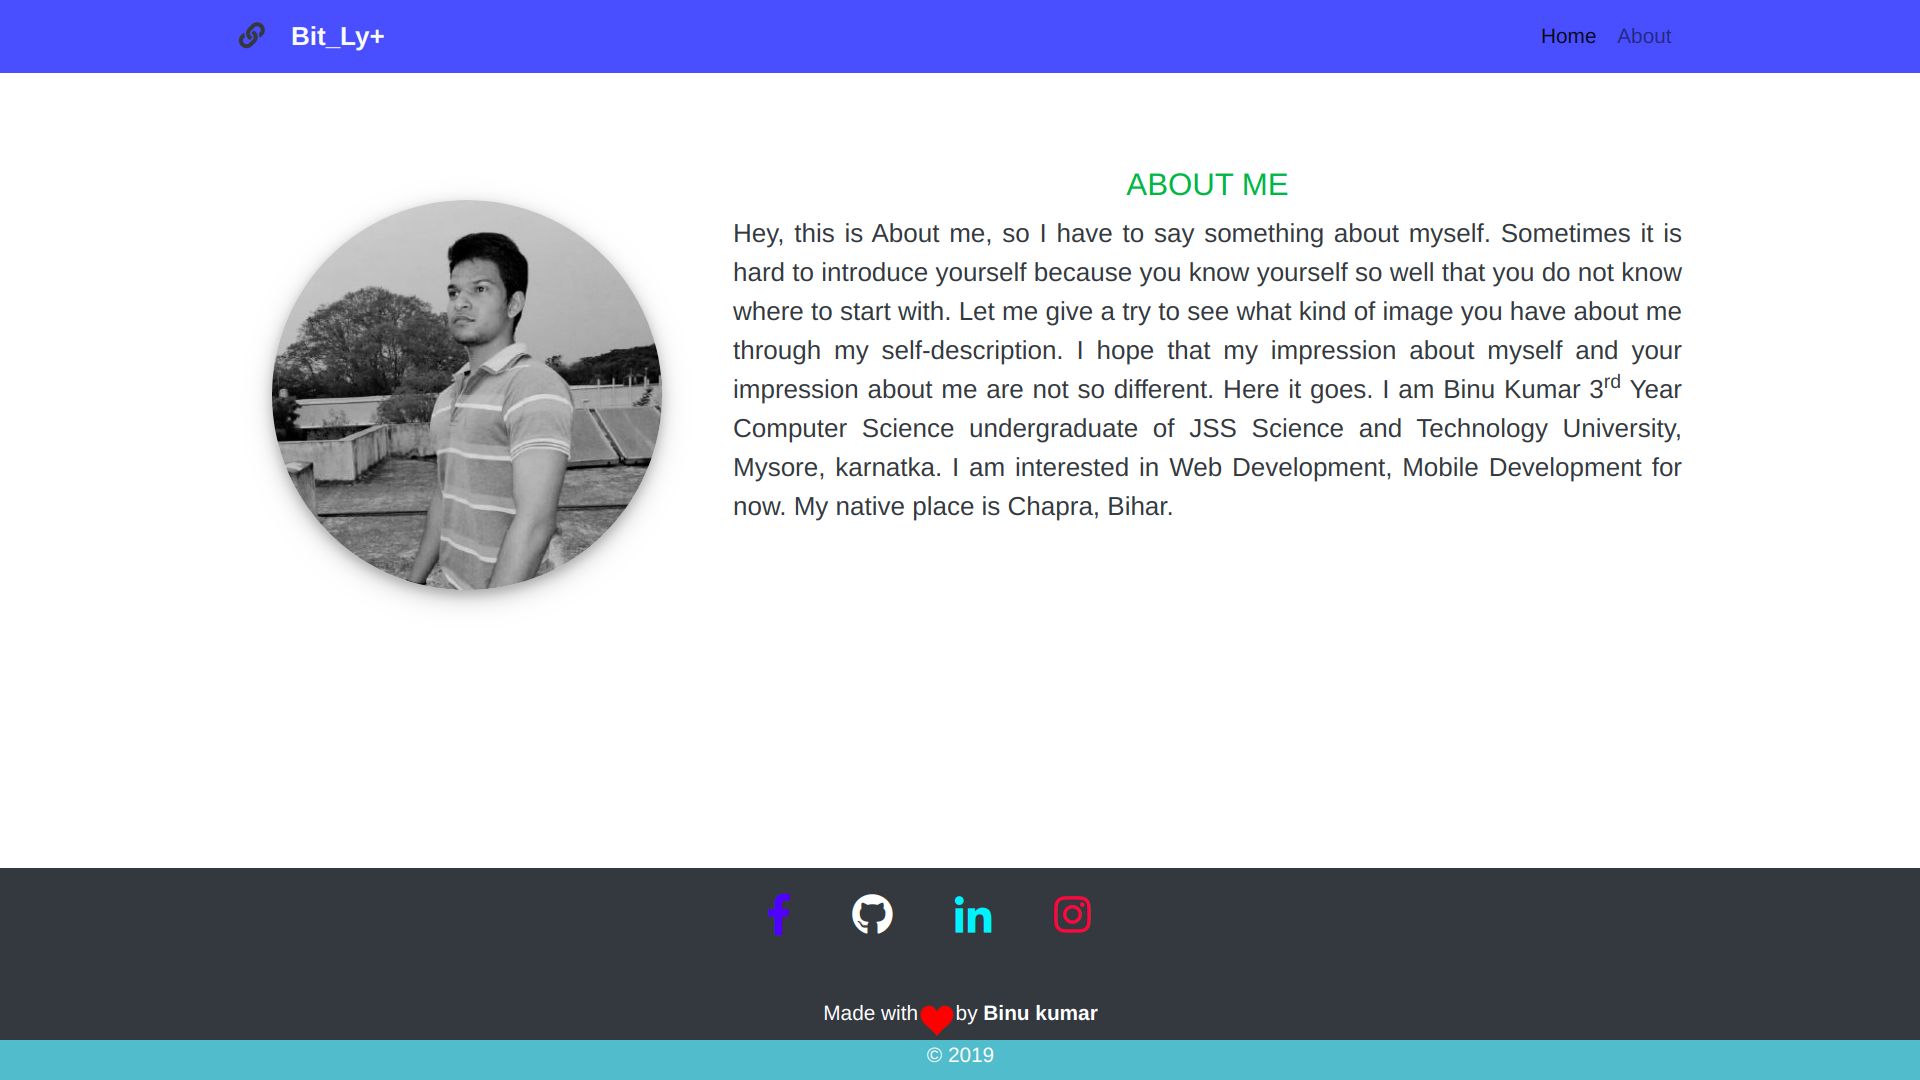 Bit_Ly+
Home About
ABOUT ME
Hey, this is About me, so I have to say something about myself. Sometimes it is
hard to introduce yourself because you know yourself so well that you do not know
where to start with. Let me give a try to see what kind of image you have about me
through my self-description. I hope that my impression about myself and your
impression about me are not so different. Here it goes. I am Binu Kumar 3rd Year
Computer Science undergraduate of JSS Science and Technology University,
Mysore, karnatka. I am interested in Web Development, Mobile Development for
now. My native place is Chapra, Bihar.
Made with by Binu kumar
© 2019